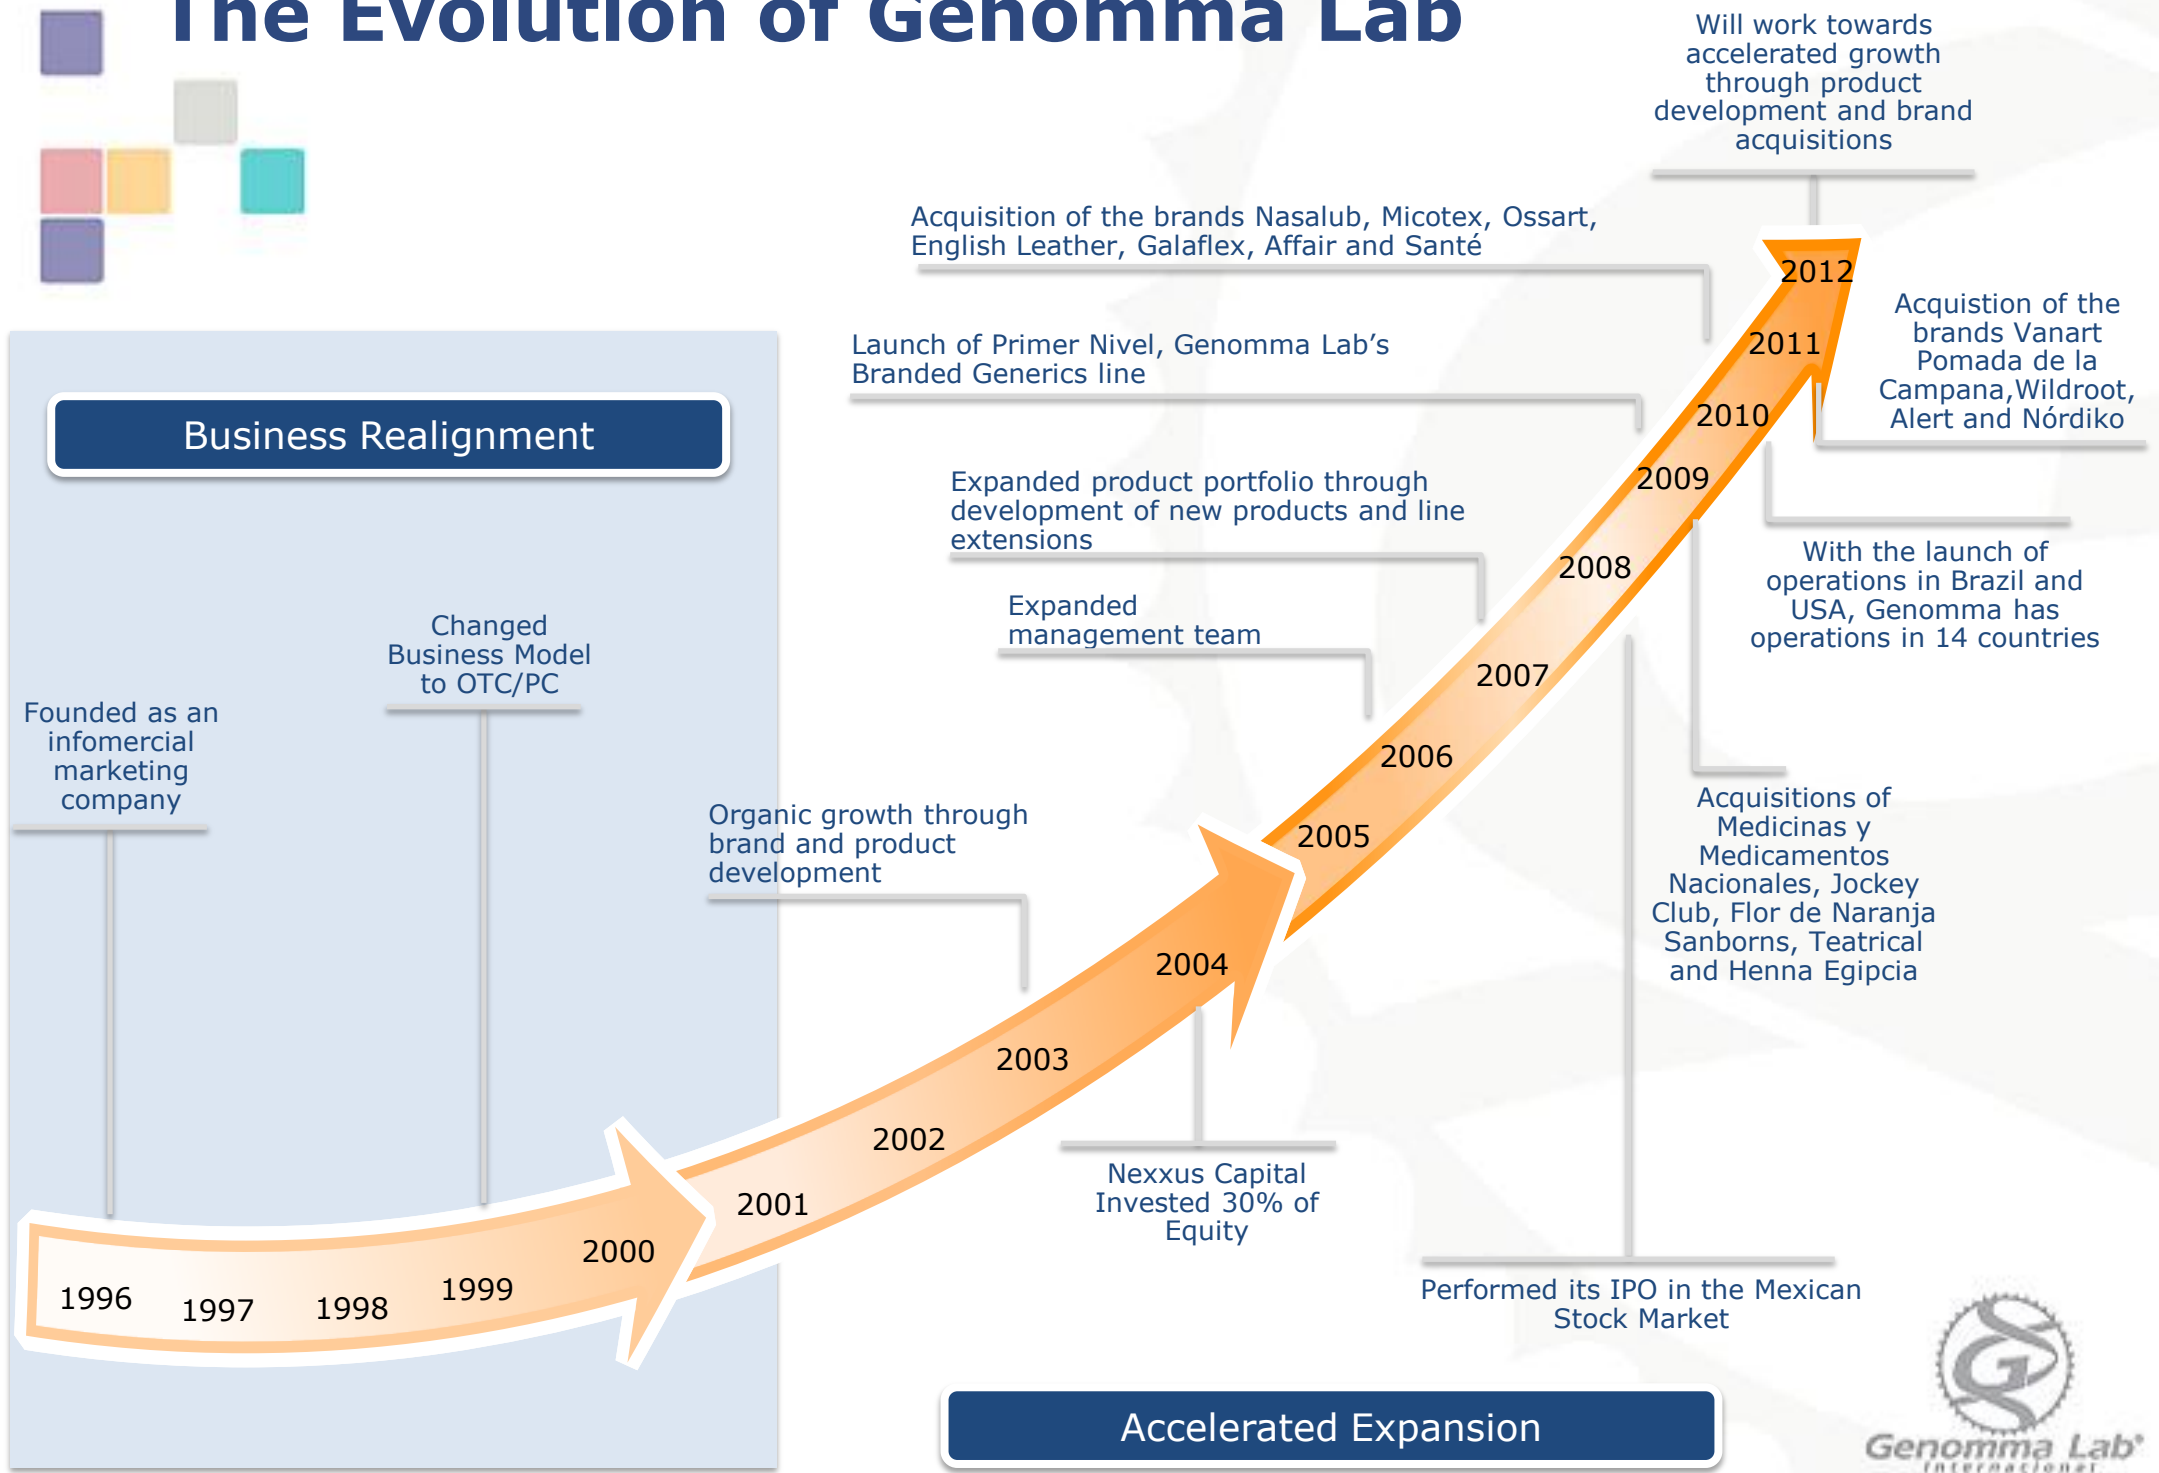 The Evolution of Genomma Lab
Will work towards
accelerated growth
through product
development and brand
acquisitions
Acquisition of the brands Nasalub, Micotex, Ossart,
English Leather, Galaflex, Affair and Santé
Launch of Primer Nivel, Genomma Lab’s
Branded Generics line
Acquistion of the
brands Vanart
Pomada de la
Campana,Wildroot,
Alert and Nórdiko
Business Realignment
Expanded product portfolio through
development of new products and line
extensions
With the launch of
operations in Brazil and
USA, Genomma has
operations in 14 countries
Expanded
management team
Changed
Business Model
to OTC/PC
Founded as an
infomercial
marketing
company
Organic growth through
brand and product
development
Acquisitions of
Medicinas y
Medicamentos
Nacionales, Jockey
Club, Flor de Naranja
Sanborns, Teatrical
and Henna Egipcia
Nexxus Capital
Invested 30% of
Equity
Performed its IPO in the Mexican
Stock Market
1996
1997
1998
1999
2000
2001
2002
2003
2004
2005
2006
2007
2008
2009
2010
2011
2012
Accelerated Expansion
G
Genomma Lab®
Internacional